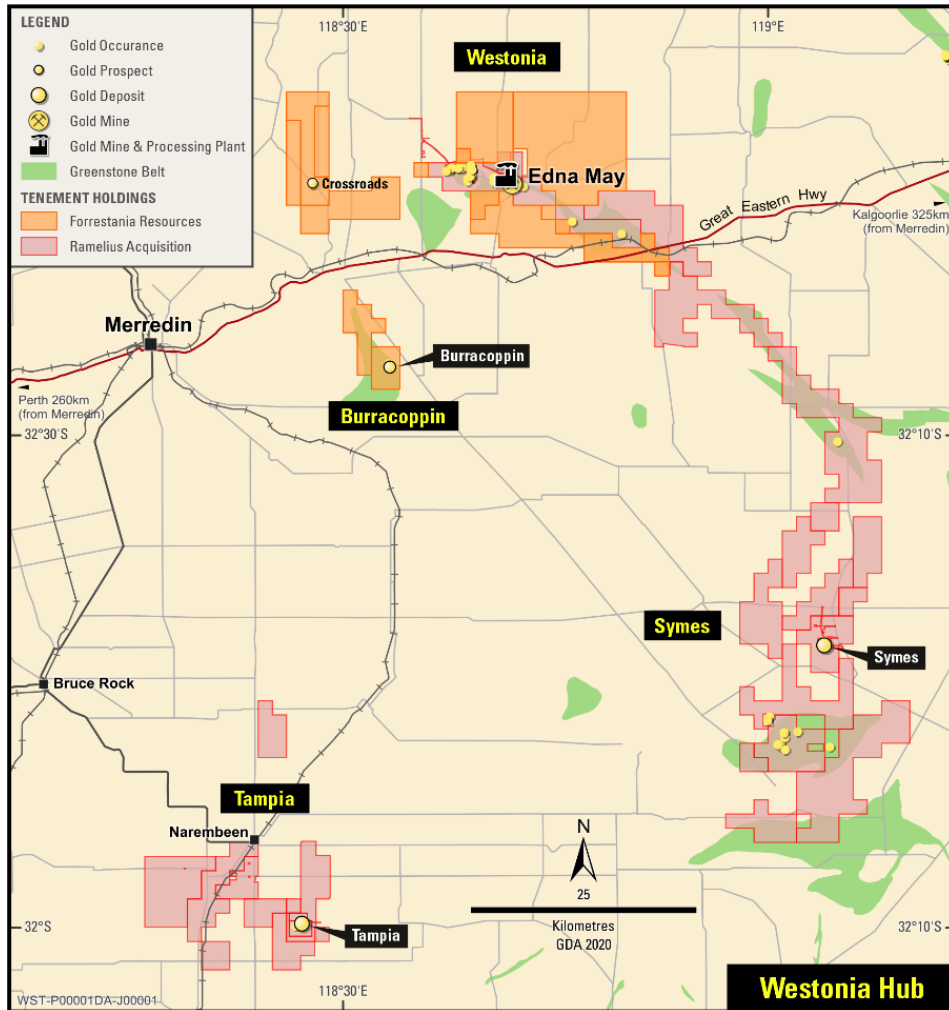 118°30'E
119°E
LEGEND
Gold Occurance
Gold Prospect
Gold Deposit
Gold Mine
Gold Mine & Processing Plant
Greenstone Belt
TENEMENT HOLDINGS
Forrestania Resources
Ramelius Acquisition
Westonia
Crossroads
Edna May
Great Eastern Hwy
Kalgoorlie 325km
(from Merredin)
Merredin
Burracoppin
Perth 260km
(from Merredin)
Burracoppin
32°30'S
32°10'S
Symes
Symes
Bruce Rock
Tampia
Narembeen
N
25
Kilometres
GDA 2020
32°S
32°10'S
Tampia
WST-P00001DA-J00001
118°30'E
Westonia Hub